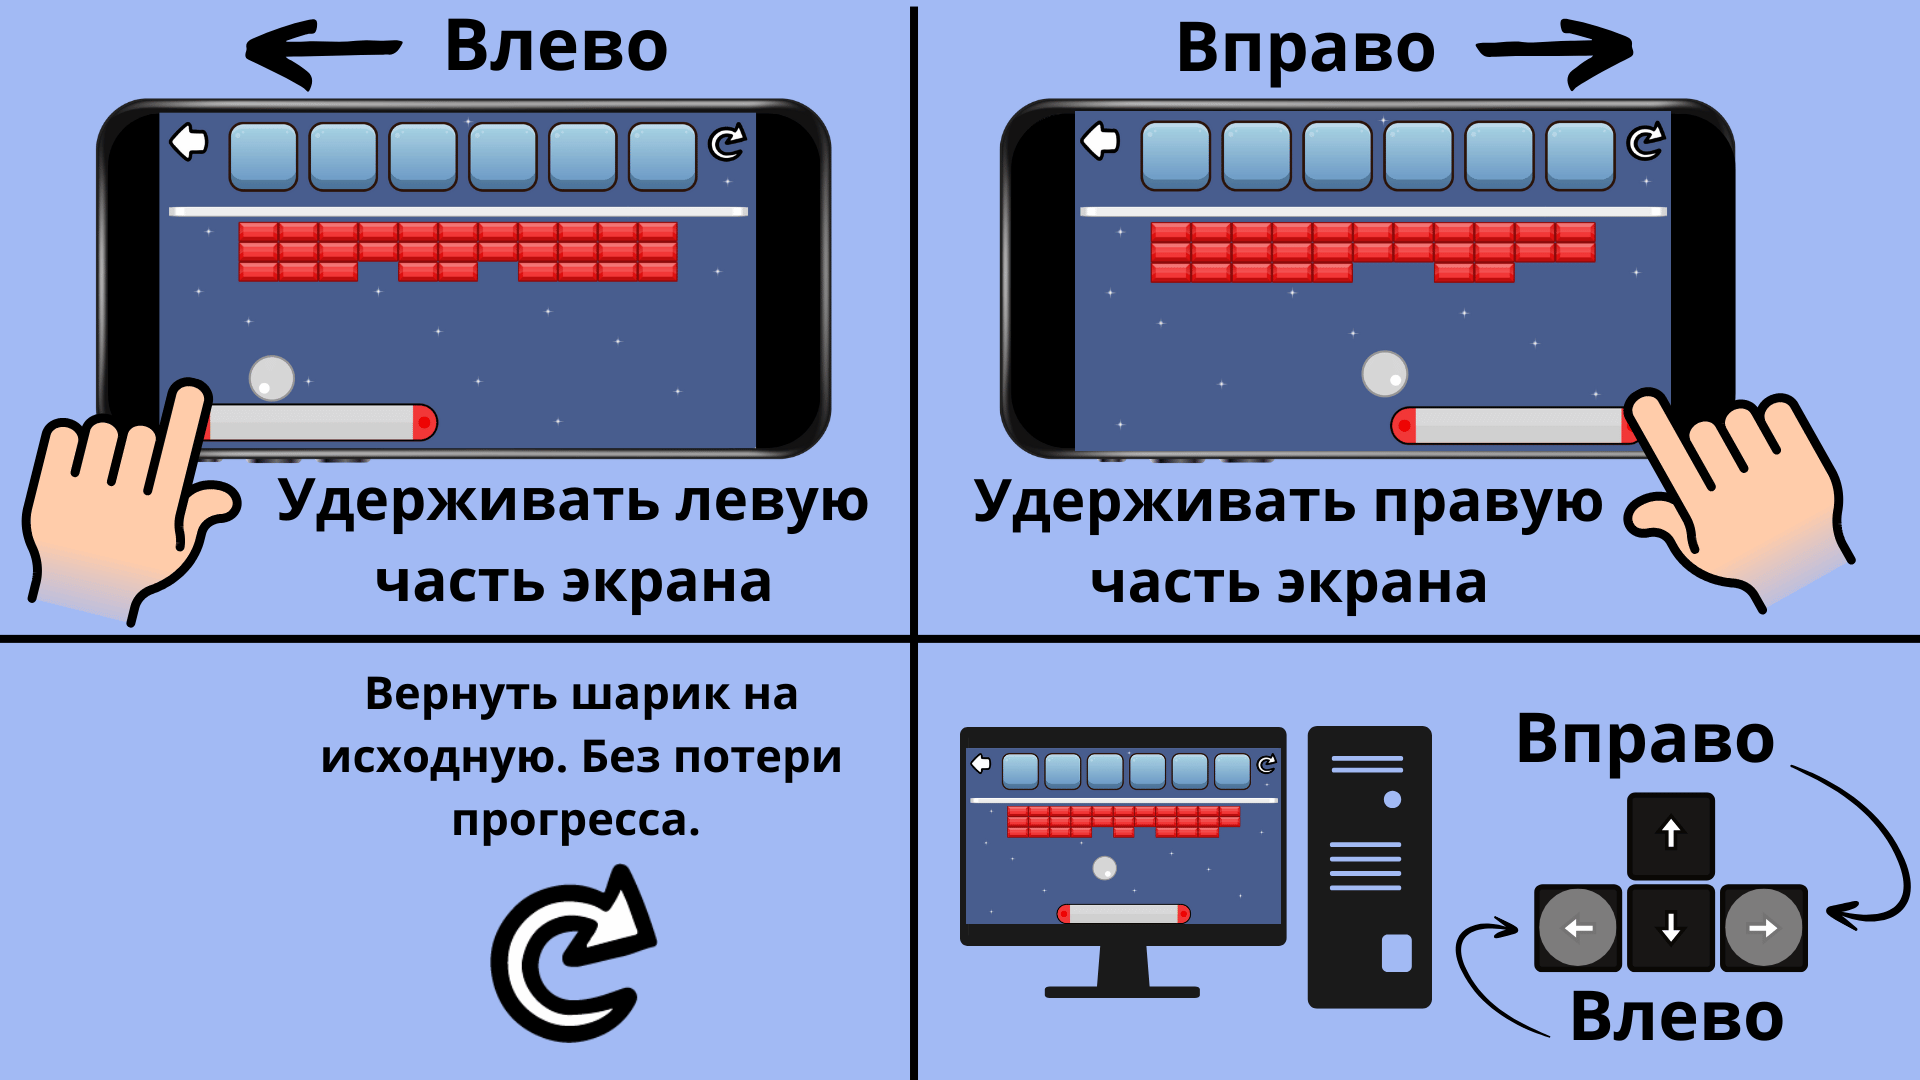 Влево
Удерживать левую
часть экрана
Вправо
Удерживать правую
часть экрана
Вернуть шарик на
исходную. Без потери
прогресса.
Вправо
Влево